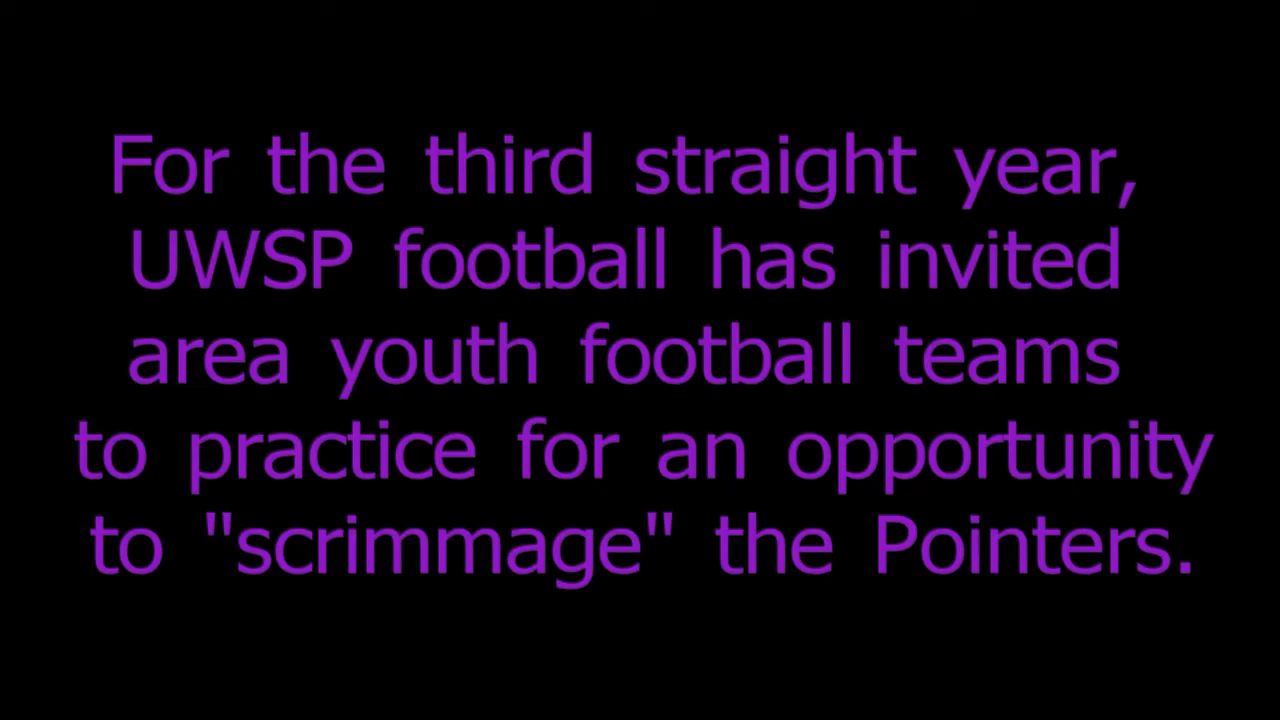 For the third straight year,
UWSP football has invited
area youth football teams
to practice for an opportunity
to "scrimmage" the Pointers.